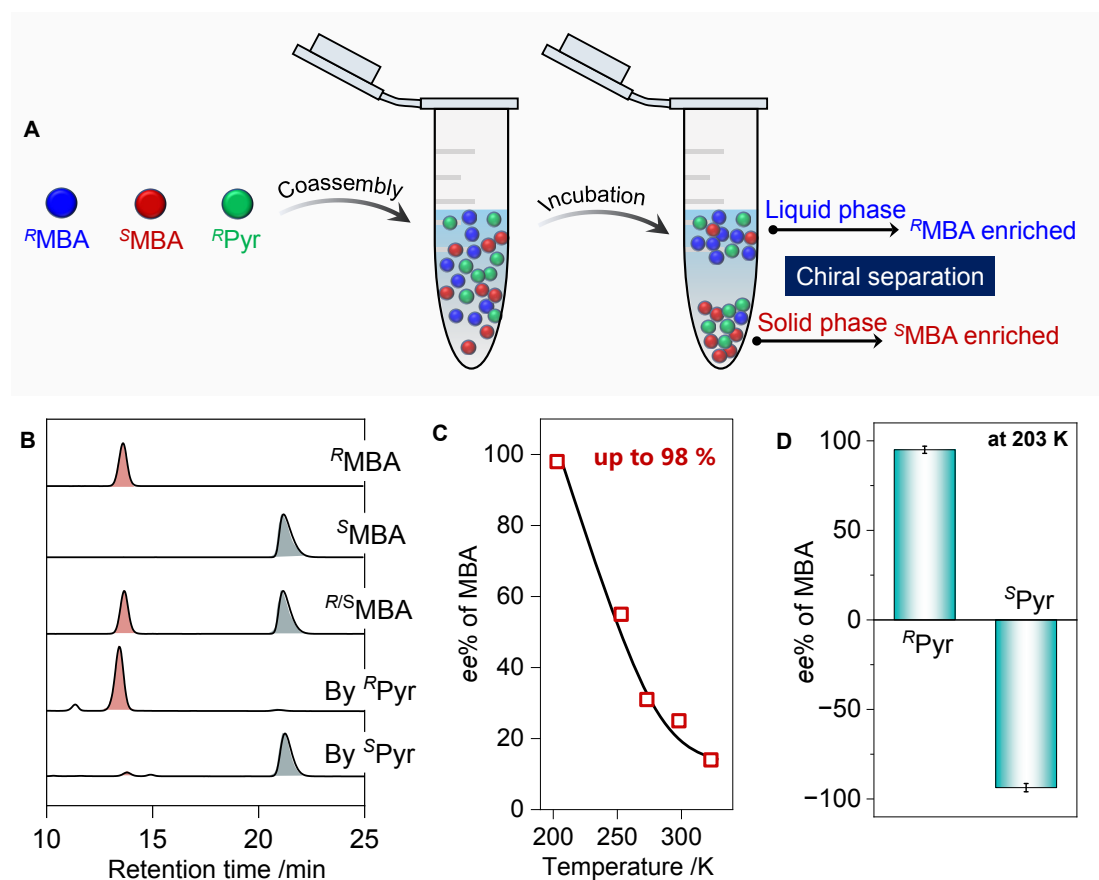 A
ᴿMBA
ˢMBA
ᴿPyr
Coassembly
Incubation
Liquid phase
ᴿMBA enriched
Chiral separation
Solid phase
ˢMBA enriched
B
ᴿMBA
ˢMBA
ᴿ/ˢMBA
By ᴿPyr
By ˢPyr
10 15 20 25
Retention time /min
C
up to 98 %
100
80
60
40
20
0
ee% of MBA
200 250 300
Temperature /K
D
at 203 K
100
50
0
−50
−100
ee% of MBA
ˢPyr
ᴿPyr